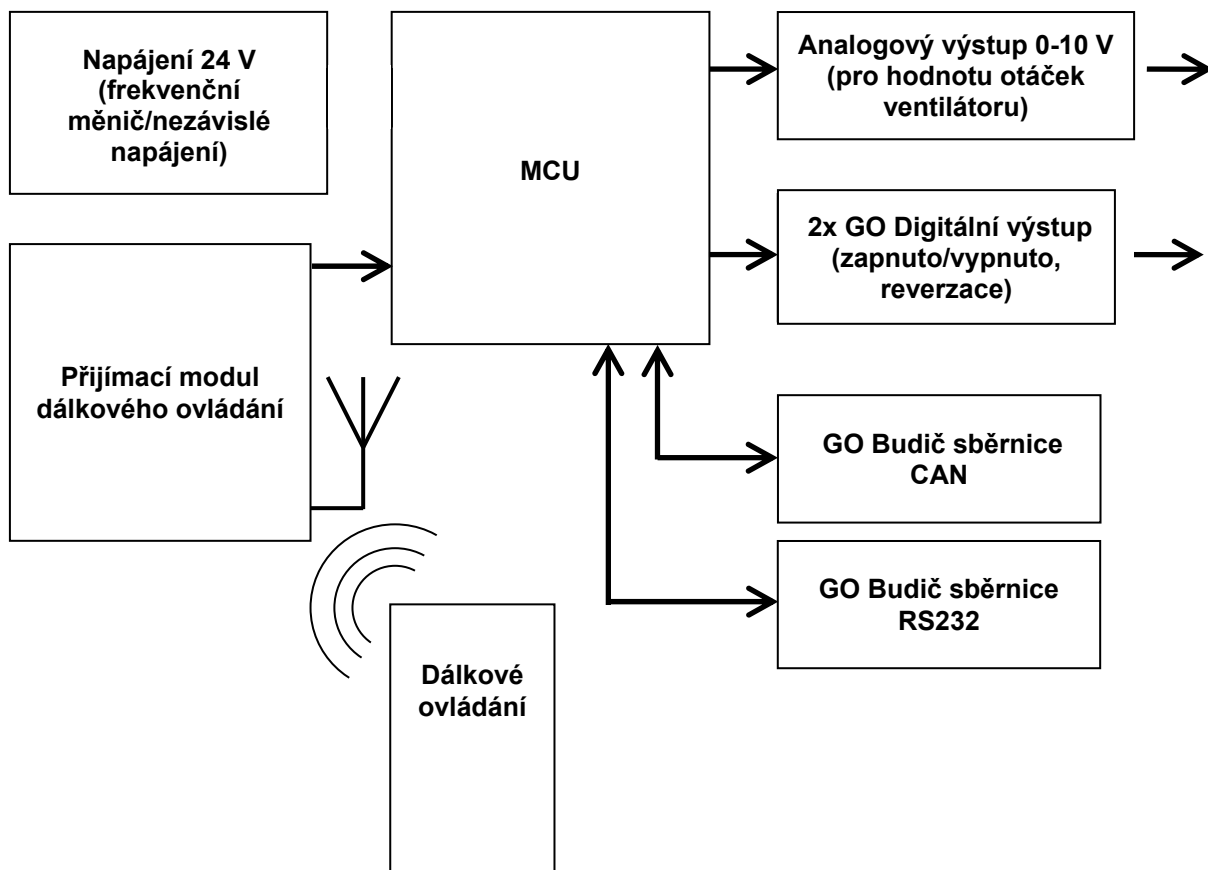 Napájení 24 V
(frekvenční
měnič/nezávislé
napájení)
MCU
Analogový výstup 0-10 V
(pro hodnotu otáček
ventilátoru)
2x GO Digitální výstup
(zapnuto/vypnuto,
reverzace)
Přijímací modul
dálkového ovládání
GO Budič sběrnice
CAN
GO Budič sběrnice
RS232
Dálkové
ovládání